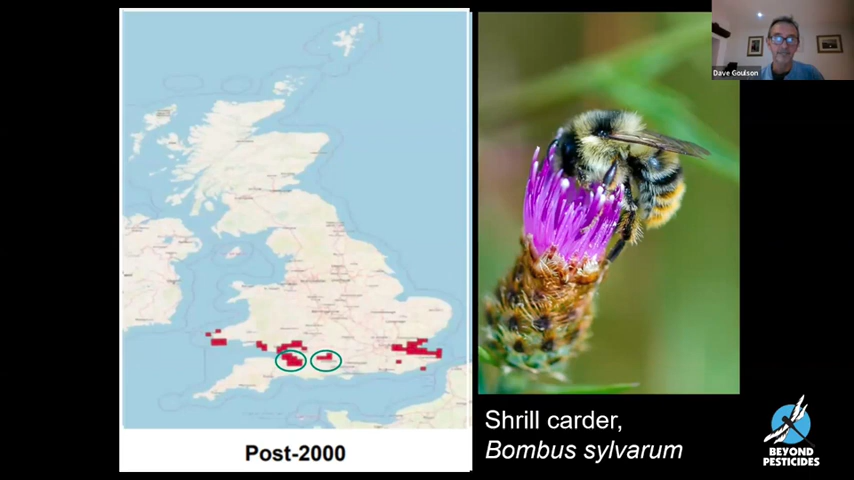 Dave Goulson
Post-2000
Shrill carder,
Bombus sylvarum
BEYOND
PESTICIDES